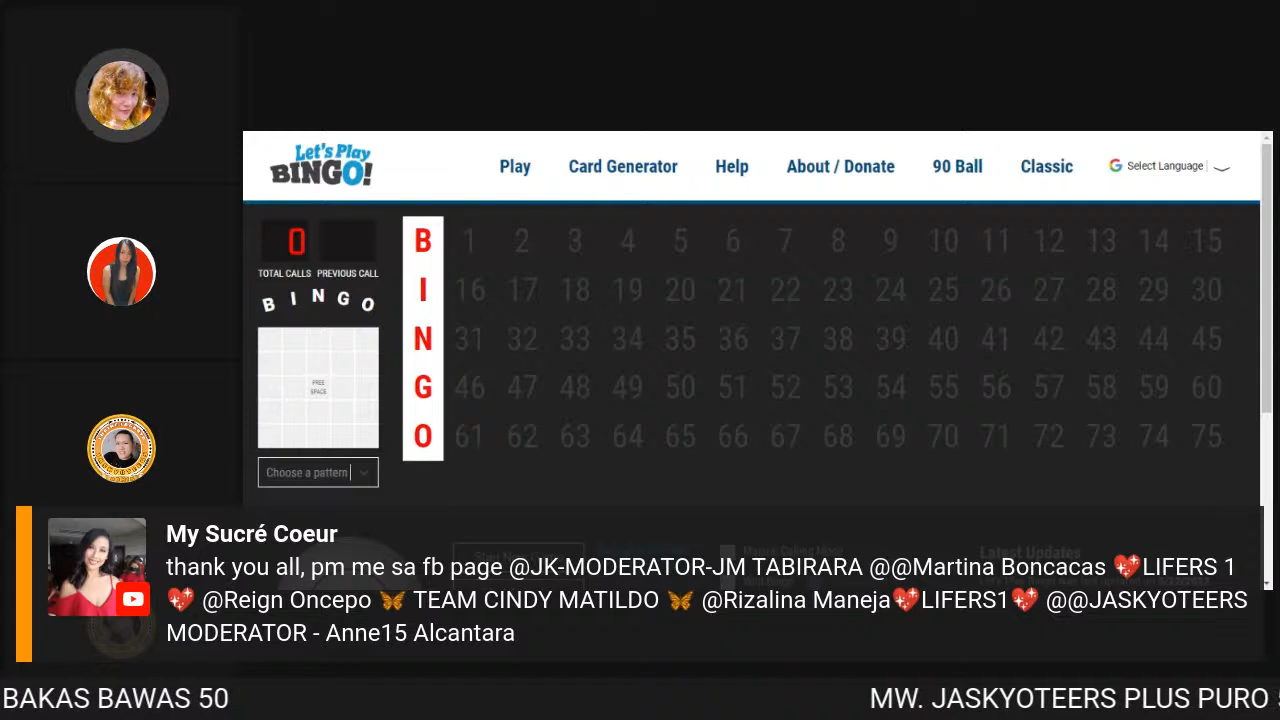 Let's Play
BINGO!
Play
Card Generator
Help
About / Donate
90 Ball
Classic
G Select Language
0
TOTAL CALLS
PREVIOUS CALL
B I N G O
FREE
SPACE
Choose a pattern
B 1 2 3 4 5 6 7 8 9 10 11 12 13 14 15
I 16 17 18 19 20 21 22 23 24 25 26 27 28 29 30
N 31 32 33 34 35 36 37 38 39 40 41 42 43 44 45
G 46 47 48 49 50 51 52 53 54 55 56 57 58 59 60
O 61 62 63 64 65 66 67 68 69 70 71 72 73 74 75
Latest Updates
My Sucré Coeur
thank you all, pm me sa fb page @JK-MODERATOR-JM TABIRARA @@Martina Boncacas 💖LIFERS 1
💖 @Reign Oncepo 🦋 TEAM CINDY MATILDO 🦋 @Rizalina Maneja💖LIFERS1💖 @@JASKYOTEERS
MODERATOR - Anne15 Alcantara
BAKAS BAWAS 50
MW. JASKYOTEERS PLUS PURO